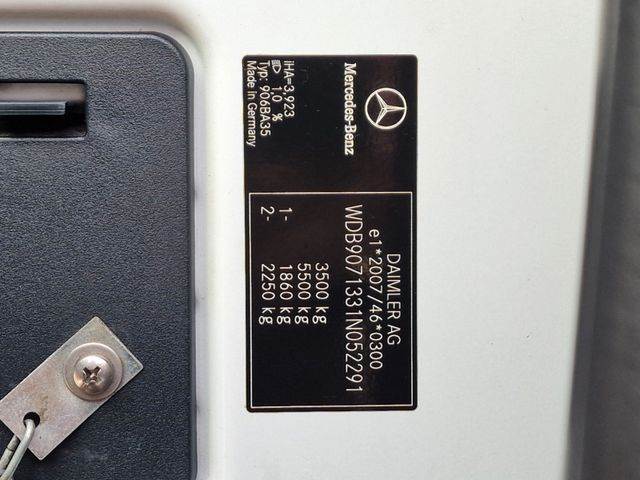 Mercedes-Benz
iHA=3,923
1,0 %
Typ: 906BA35
Made in Germany
DAIMLER AG
e1*2007/46*0300
WDB9071331N052291
3500 kg
5500 kg
1- 1860 kg
2- 2250 kg